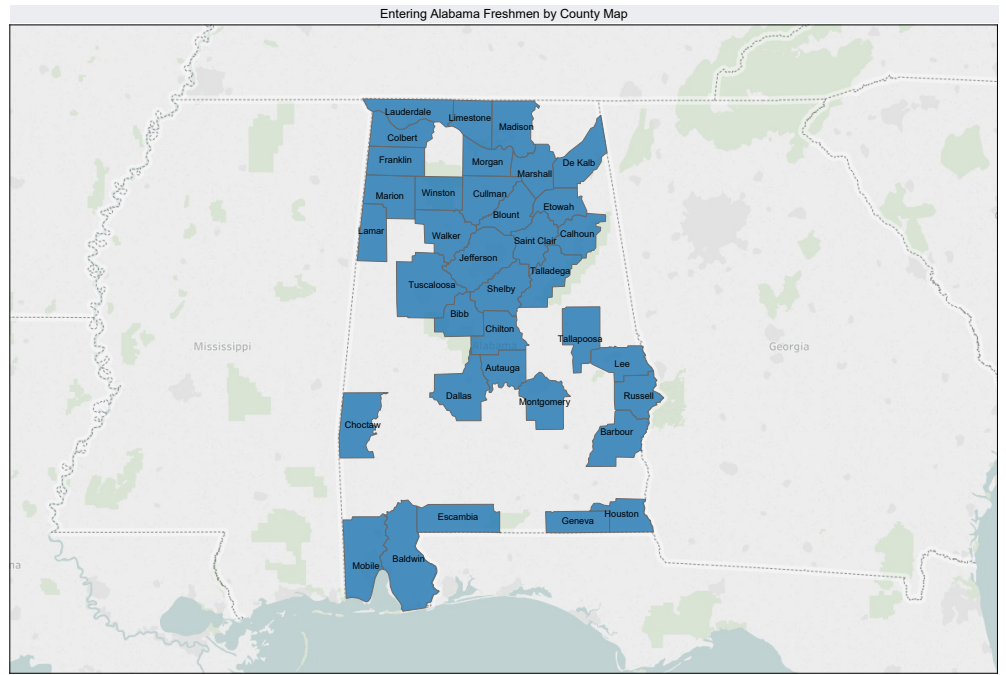 Entering Alabama Freshmen by County Map
Lauderdale
Limestone
Madison
Colbert
Franklin
Morgan
De Kalb
Marshall
Marion
Winston
Cullman
Etowah
Blount
Lamar
Walker
Saint Clair
Calhoun
Jefferson
Talladega
Tuscaloosa
Shelby
Bibb
Chilton
Tallapoosa
Mississippi
Alabama
Georgia
Lee
Autauga
Dallas
Montgomery
Russell
Choctaw
Barbour
Escambia
Geneva
Houston
Baldwin
Mobile
na